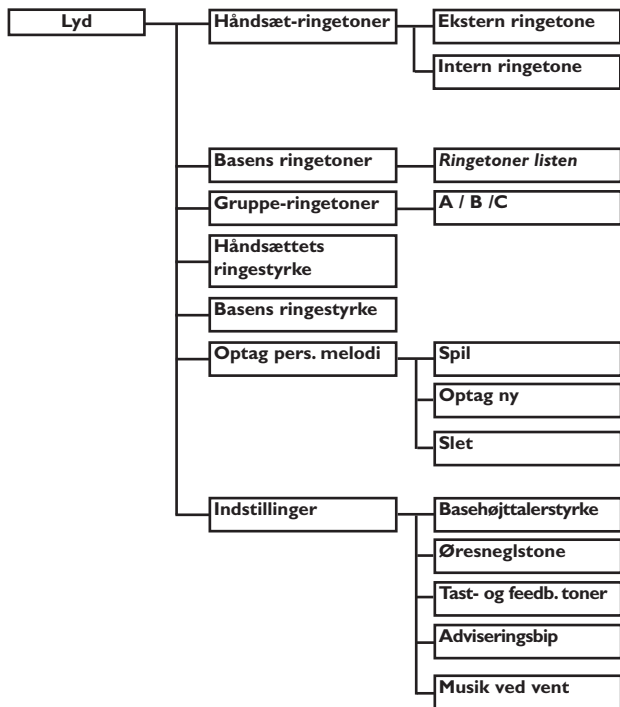 Lyd
Håndsæt-ringetoner
Ekstern ringetone
Intern ringetone
Basens ringetoner
Ringetoner listen
Gruppe-ringetoner
A / B /C
Håndsættets
ringestyrke
Basens ringestyrke
Optag pers. melodi
Spil
Optag ny
Slet
Indstillinger
Basehøjttalerstyrke
Øresneglstone
Tast- og feedb. toner
Adviseringsbip
Musik ved vent